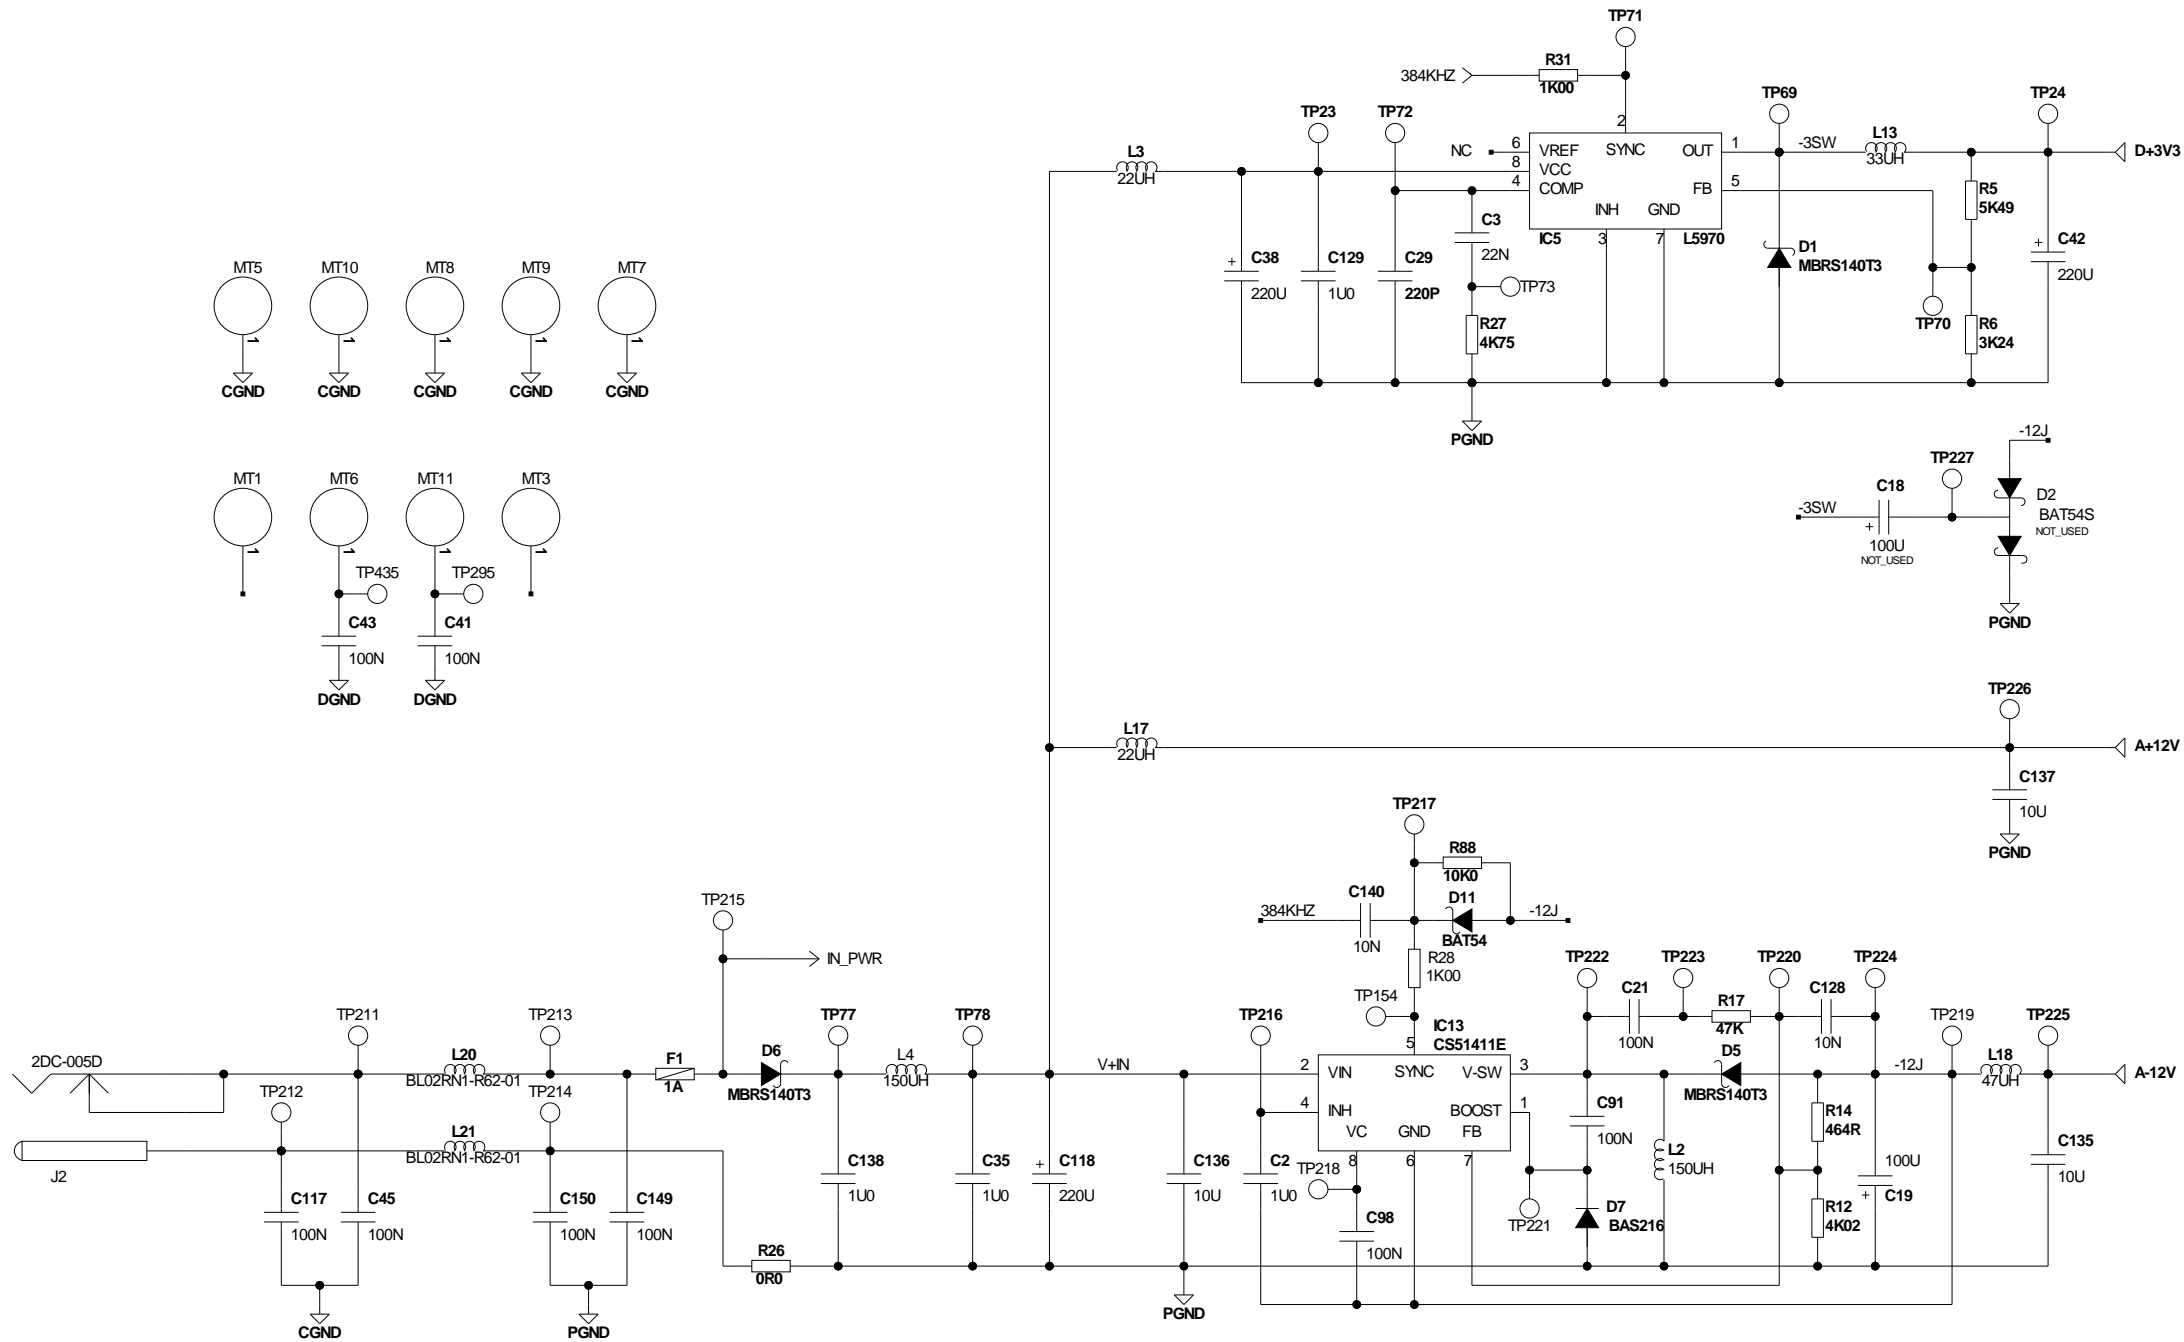 TP71
R31
384KHZ
1K00
TP23
TP72
TP69
TP24
2
L3
22UH
NC
6
VREF
SYNC
OUT
1
-3SW
L13
33UH
D+3V3
8
VCC
4
COMP
FB
5
INH
GND
R5
5K49
IC5
3
7
L5970
C3
22N
C38
220U
+
C129
1U0
C29
220P
TP73
R27
4K75
D1
MBRS140T3
C42
220U
+
TP70
R6
3K24
PGND
MT5
MT10
MT8
MT9
MT7
1
1
1
1
1
CGND
CGND
CGND
CGND
CGND
-12J
TP227
C18
-3SW
+
100U
NOT_USED
D2
BAT54S
NOT_USED
PGND
MT1
MT6
MT11
MT3
1
1
1
1
TP435
TP295
C43
100N
C41
100N
DGND
DGND
TP226
L17
22UH
A+12V
C137
10U
PGND
TP217
R88
10K0
C140
384KHZ
10N
D11
BAT54
-12J
R28
1K00
TP154
TP215
IN_PWR
TP222
TP223
TP220
TP224
C21
100N
R17
47K
C128
10N
TP211
TP213
TP77
TP78
TP216
IC13
CS51411E
TP219
TP225
2DC-005D
L20
BL02RN1-R62-01
F1
1A
D6
MBRS140T3
L4
150UH
V+IN
5
2
VIN
SYNC
V-SW
3
D5
MBRS140T3
-12J
L18
47UH
A-12V
TP212
TP214
4
INH
BOOST
1
VC
GND
FB
8
6
7
C91
100N
R14
464R
L21
BL02RN1-R62-01
J2
L2
150UH
C135
10U
C138
1U0
C35
1U0
C118
220U
+
C136
10U
C2
1U0
TP218
100U
+
C19
C117
100N
C45
100N
C150
100N
C149
100N
C98
100N
TP221
D7
BAS216
R12
4K02
R26
0R0
PGND
CGND
PGND